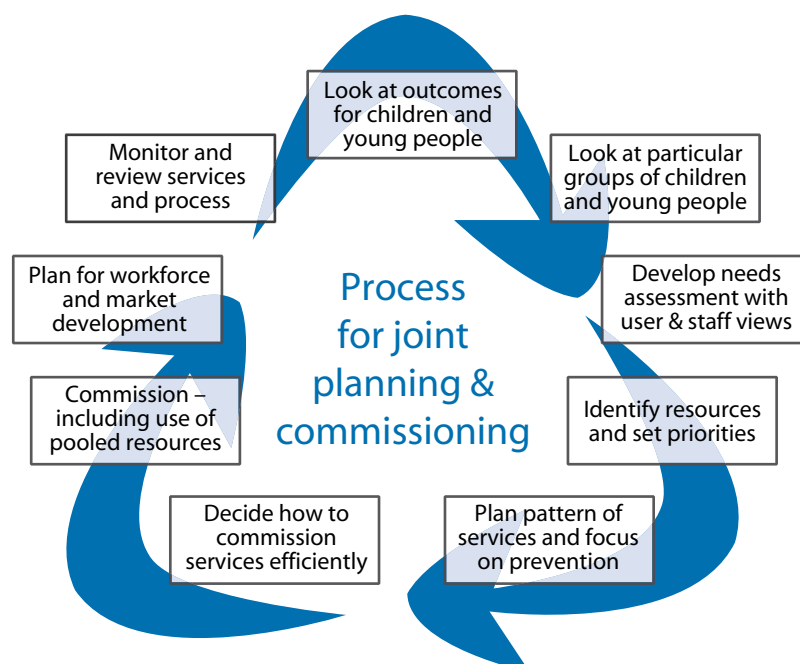 Look at outcomes
for children and
young people
Look at particular
groups of children
and young people
Develop needs
assessment with
user & staff views
Identify resources
and set priorities
Plan pattern of
services and focus
on prevention
Decide how to
commission
services efficiently
Commission –
including use of
pooled resources
Plan for workforce
and market
development
Monitor and
review services
and process
Process
for joint
planning &
commissioning